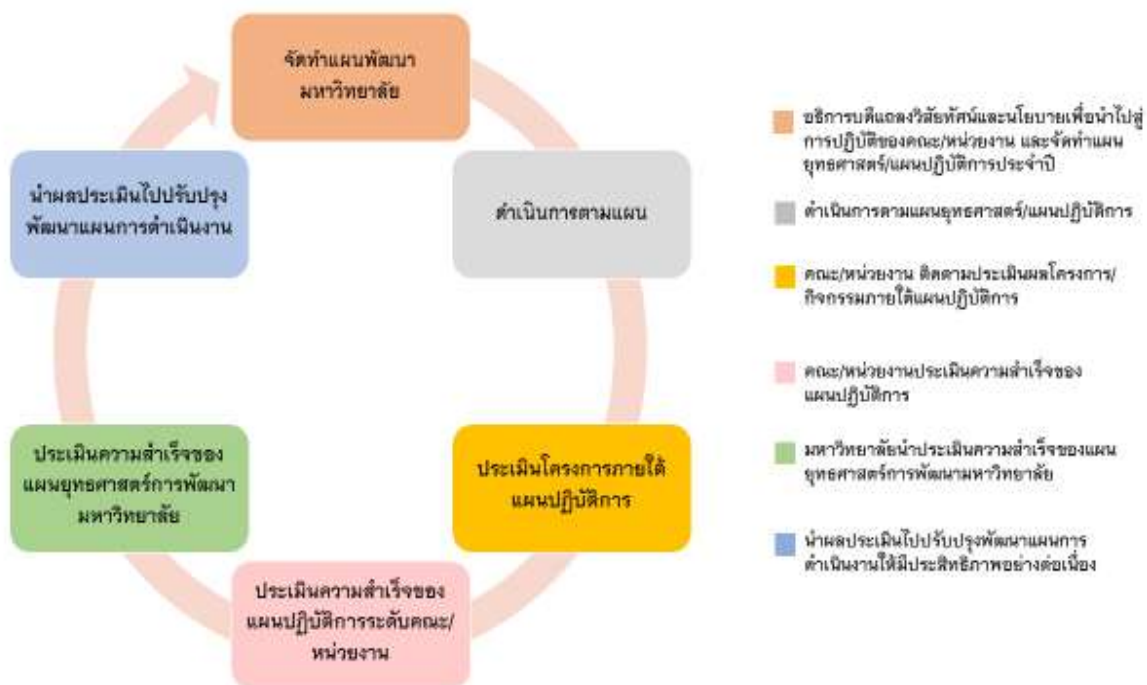 จัดทำแผนพัฒนา
มหาวิทยาลัย
ดำเนินการตามแผน
ประเมินโครงการภายใต้
แผนปฏิบัติการ
ประเมินความสำเร็จของ
แผนปฏิบัติการระดับคณะ/
หน่วยงาน
ประเมินความสำเร็จของ
แผนยุทธศาสตร์การพัฒนา
มหาวิทยาลัย
นำผลประเมินไปปรับปรุง
พัฒนาแผนการดำเนินงาน
อธิการบดีแถลงวิสัยทัศน์และนโยบายเพื่อนำไปสู่
การปฏิบัติของคณะ/หน่วยงาน และจัดทำแผน
ยุทธศาสตร์/แผนปฏิบัติการประจำปี
ดำเนินการตามแผนยุทธศาสตร์/แผนปฏิบัติการ
คณะ/หน่วยงาน ติดตามประเมินผลโครงการ/
กิจกรรมภายใต้แผนปฏิบัติการ
คณะ/หน่วยงานประเมินความสำเร็จของ
แผนปฏิบัติการ
มหาวิทยาลัยนำประเมินความสำเร็จของแผน
ยุทธศาสตร์การพัฒนามหาวิทยาลัย
นำผลประเมินไปปรับปรุงพัฒนาแผนการ
ดำเนินงานให้มีประสิทธิภาพอย่างต่อเนื่อง